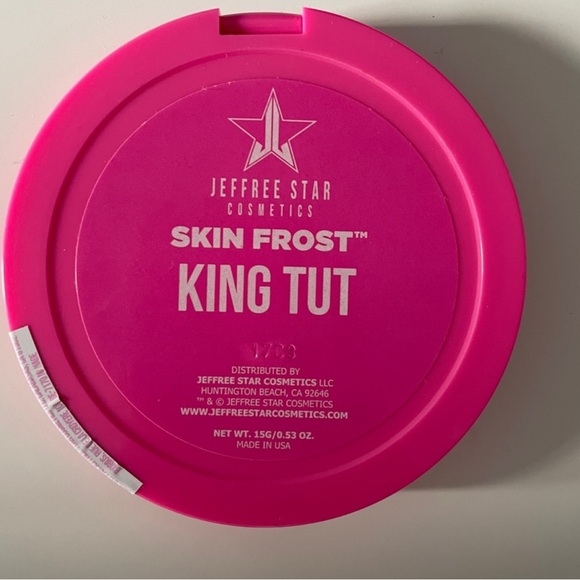 JEFFREE STAR
COSMETICS
SKIN FROST™
KING TUT
DISTRIBUTED BY
JEFFREE STAR COSMETICS LLC
HUNTINGTON BEACH, CA 92646
™ & © JEFFREE STAR COSMETICS
WWW.JEFFREESTARCOSMETICS.COM
NET WT. 15G/0.53 OZ.
MADE IN USA